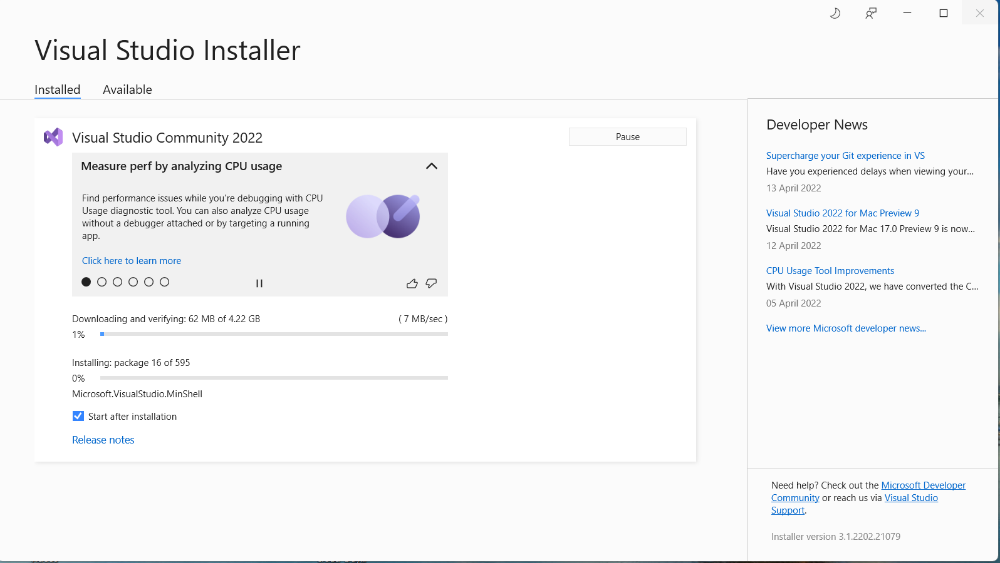 Visual Studio Installer
Installed
Available
Visual Studio Community 2022
Pause
Measure perf by analyzing CPU usage
Find performance issues while you're debugging with CPU
Usage diagnostic tool. You can also analyze CPU usage
without a debugger attached or by targeting a running
app.
Click here to learn more
Downloading and verifying: 62 MB of 4.22 GB
( 7 MB/sec )
1%
Installing: package 16 of 595
0%
Microsoft.VisualStudio.MinShell
Start after installation
Release notes
Developer News
Supercharge your Git experience in VS
Have you experienced delays when viewing your...
13 April 2022
Visual Studio 2022 for Mac Preview 9
Visual Studio 2022 for Mac 17.0 Preview 9 is now...
12 April 2022
CPU Usage Tool Improvements
With Visual Studio 2022, we have converted the C...
05 April 2022
View more Microsoft developer news...
Need help? Check out the Microsoft Developer
Community or reach us via Visual Studio
Support.
Installer version 3.1.2202.21079